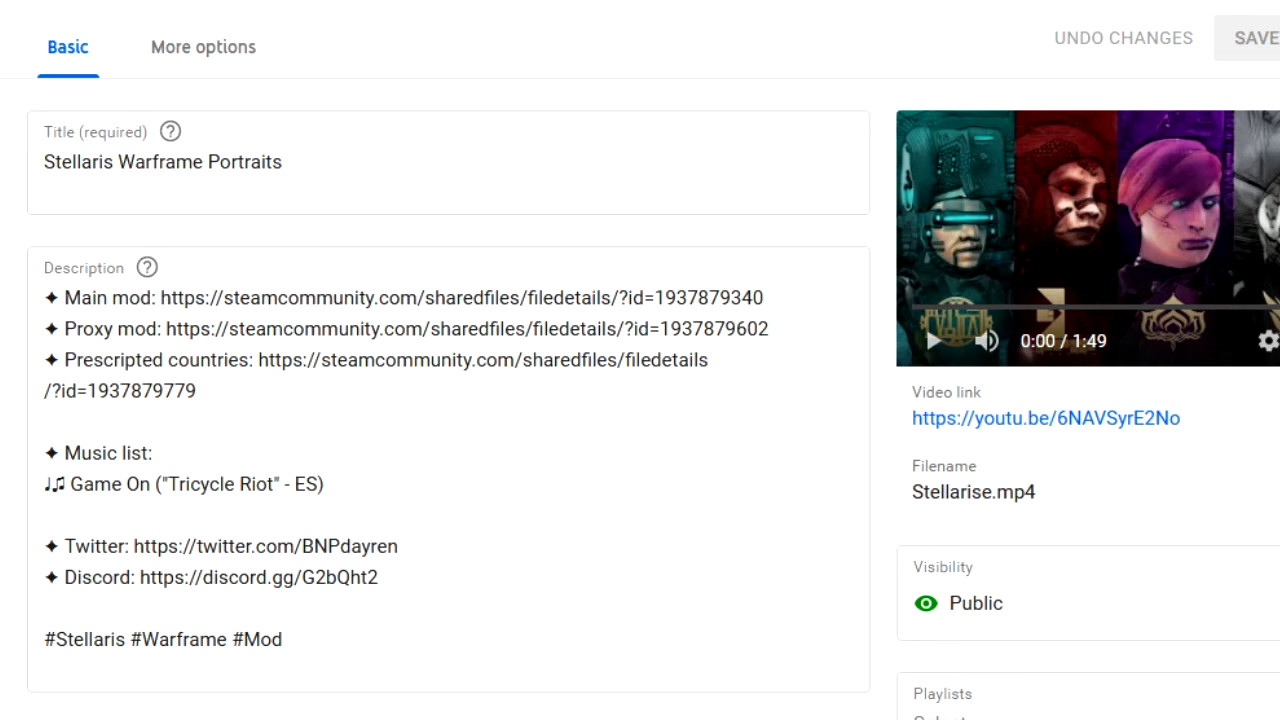 Basic
More options
UNDO CHANGES
SAVE
Title (required)
Stellaris Warframe Portraits
Description
✦ Main mod: https://steamcommunity.com/sharedfiles/filedetails/?id=1937879340
✦ Proxy mod: https://steamcommunity.com/sharedfiles/filedetails/?id=1937879602
✦ Prescripted countries: https://steamcommunity.com/sharedfiles/filedetails
/?id=1937879779
✦ Music list:
♩♫ Game On ("Tricycle Riot" - ES)
✦ Twitter: https://twitter.com/BNPdayren
✦ Discord: https://discord.gg/G2bQht2
#Stellaris #Warframe #Mod
0:00 / 1:49
Video link
https://youtu.be/6NAVSyrE2No
Filename
Stellarise.mp4
Visibility
Public
Playlists